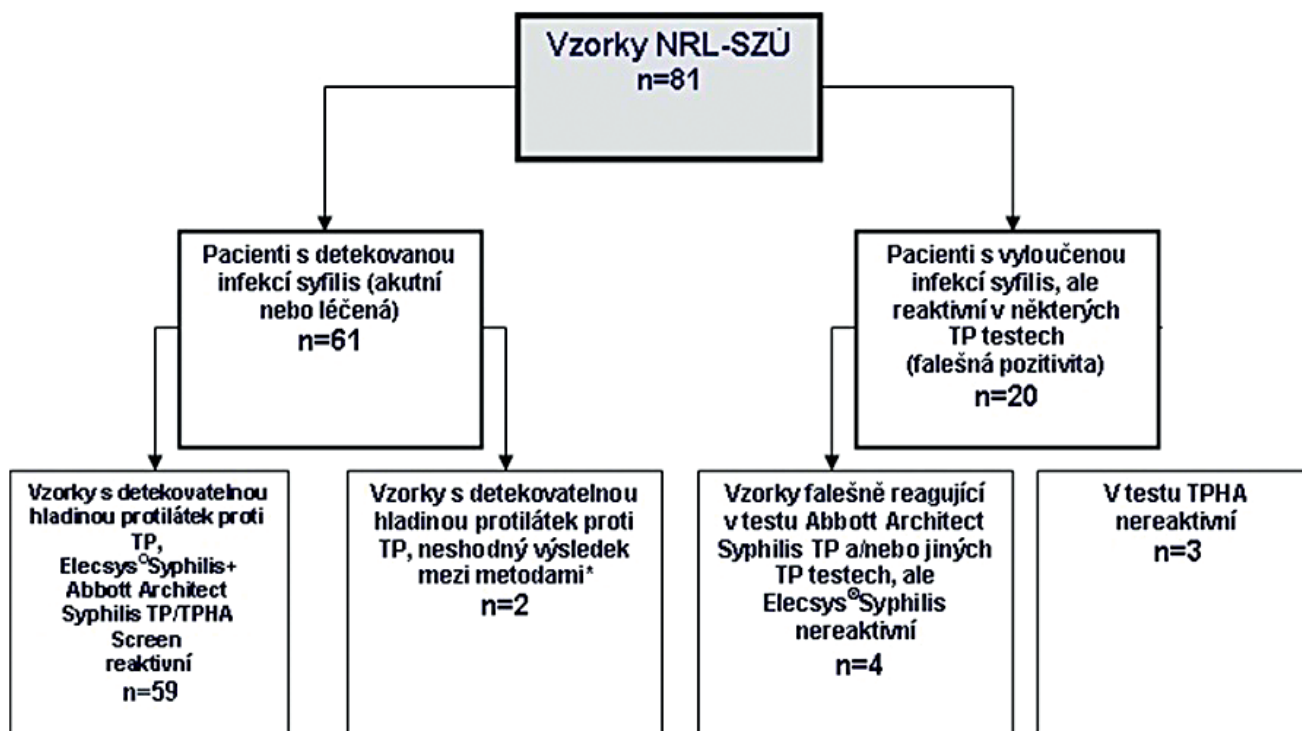 Vzorky NRL-SZÚ
n=81
Pacienti s detekovanou
infekcí syfilis (akutní
nebo léčená)
n=61
Pacienti s vyloučenou
infekcí syfilis, ale
reaktivní v některých
TP testech
(falešná pozitivita)
n=20
Vzorky s detekovatelnou
hladinou protilátek proti
TP,
Elecsys®Syphilis+
Abbott Architect
Syphilis TP/TPHA
Screen
reaktivní
n=59
Vzorky s detekovatelnou
hladinou protilátek proti
TP, neshodný výsledek
mezi metodami*
n=2
Vzorky falešně reagující
v testu Abbott Architect
Syphilis TP a/nebo jiných
TP testech, ale
Elecsys®Syphilis
nereaktivní
n=4
V testu TPHA
nereaktivní
n=3